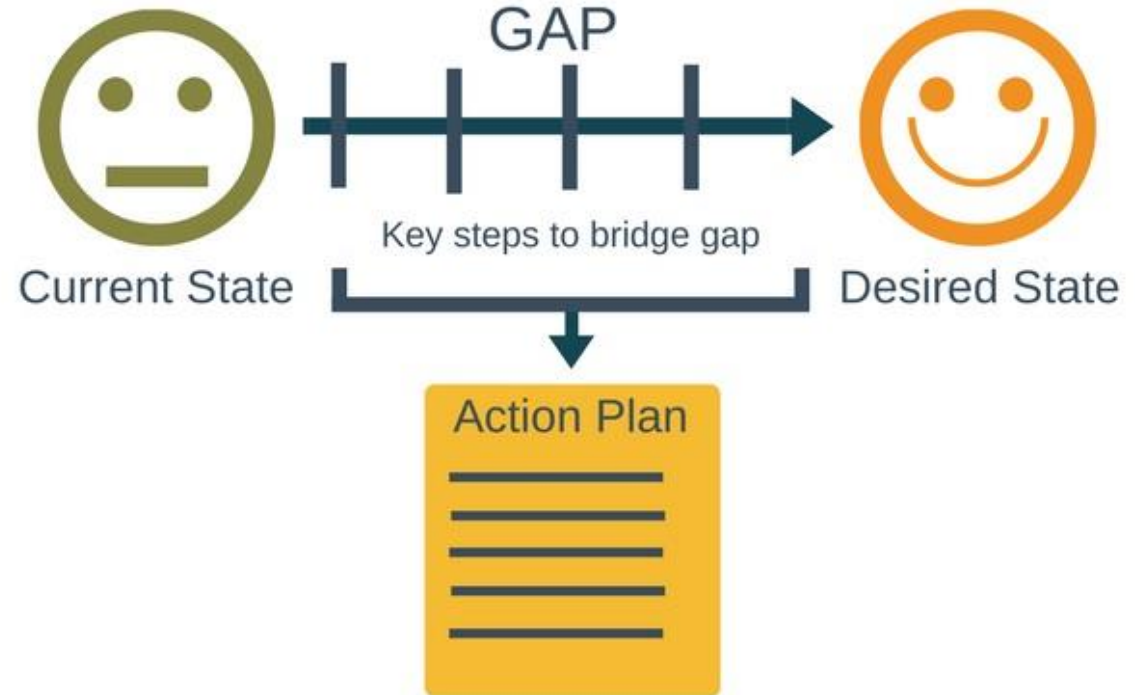 GAP
Key steps to bridge gap
Current State
Desired State
Action Plan